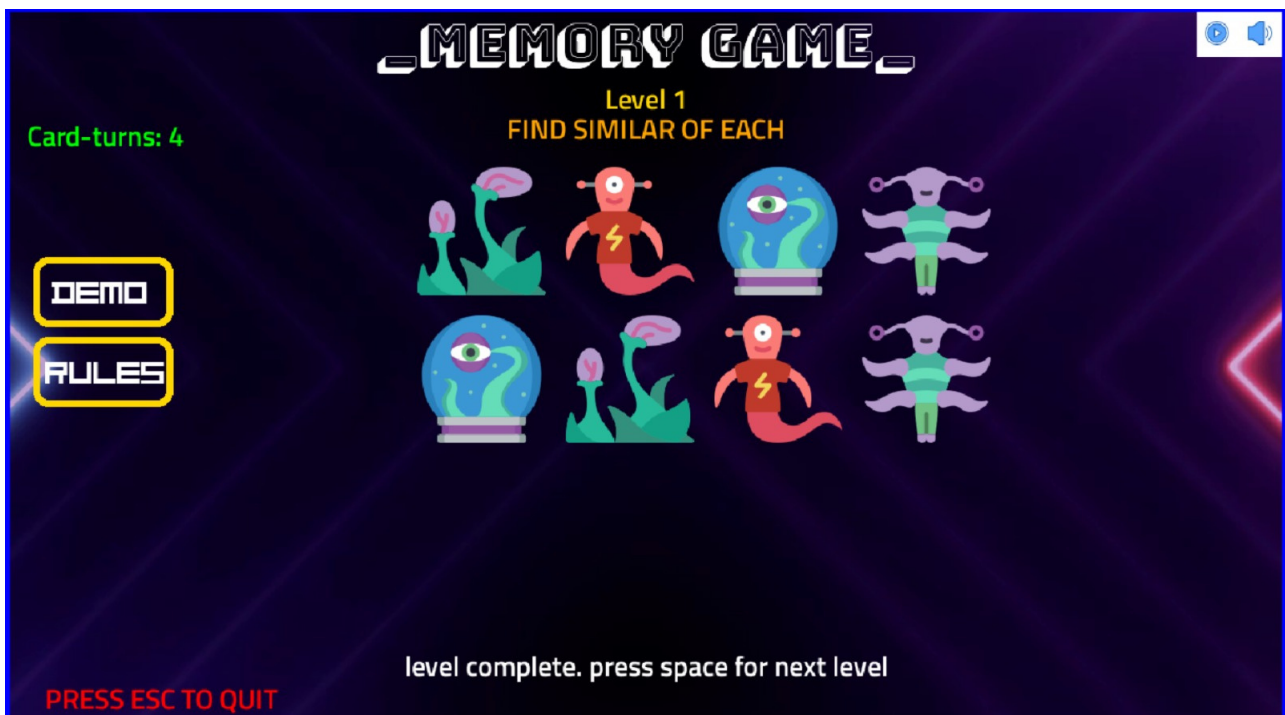 _MEMORY GAME_
Level 1
FIND SIMILAR OF EACH
Card-turns: 4
DEMO
RULES
level complete. press space for next level
PRESS ESC TO QUIT